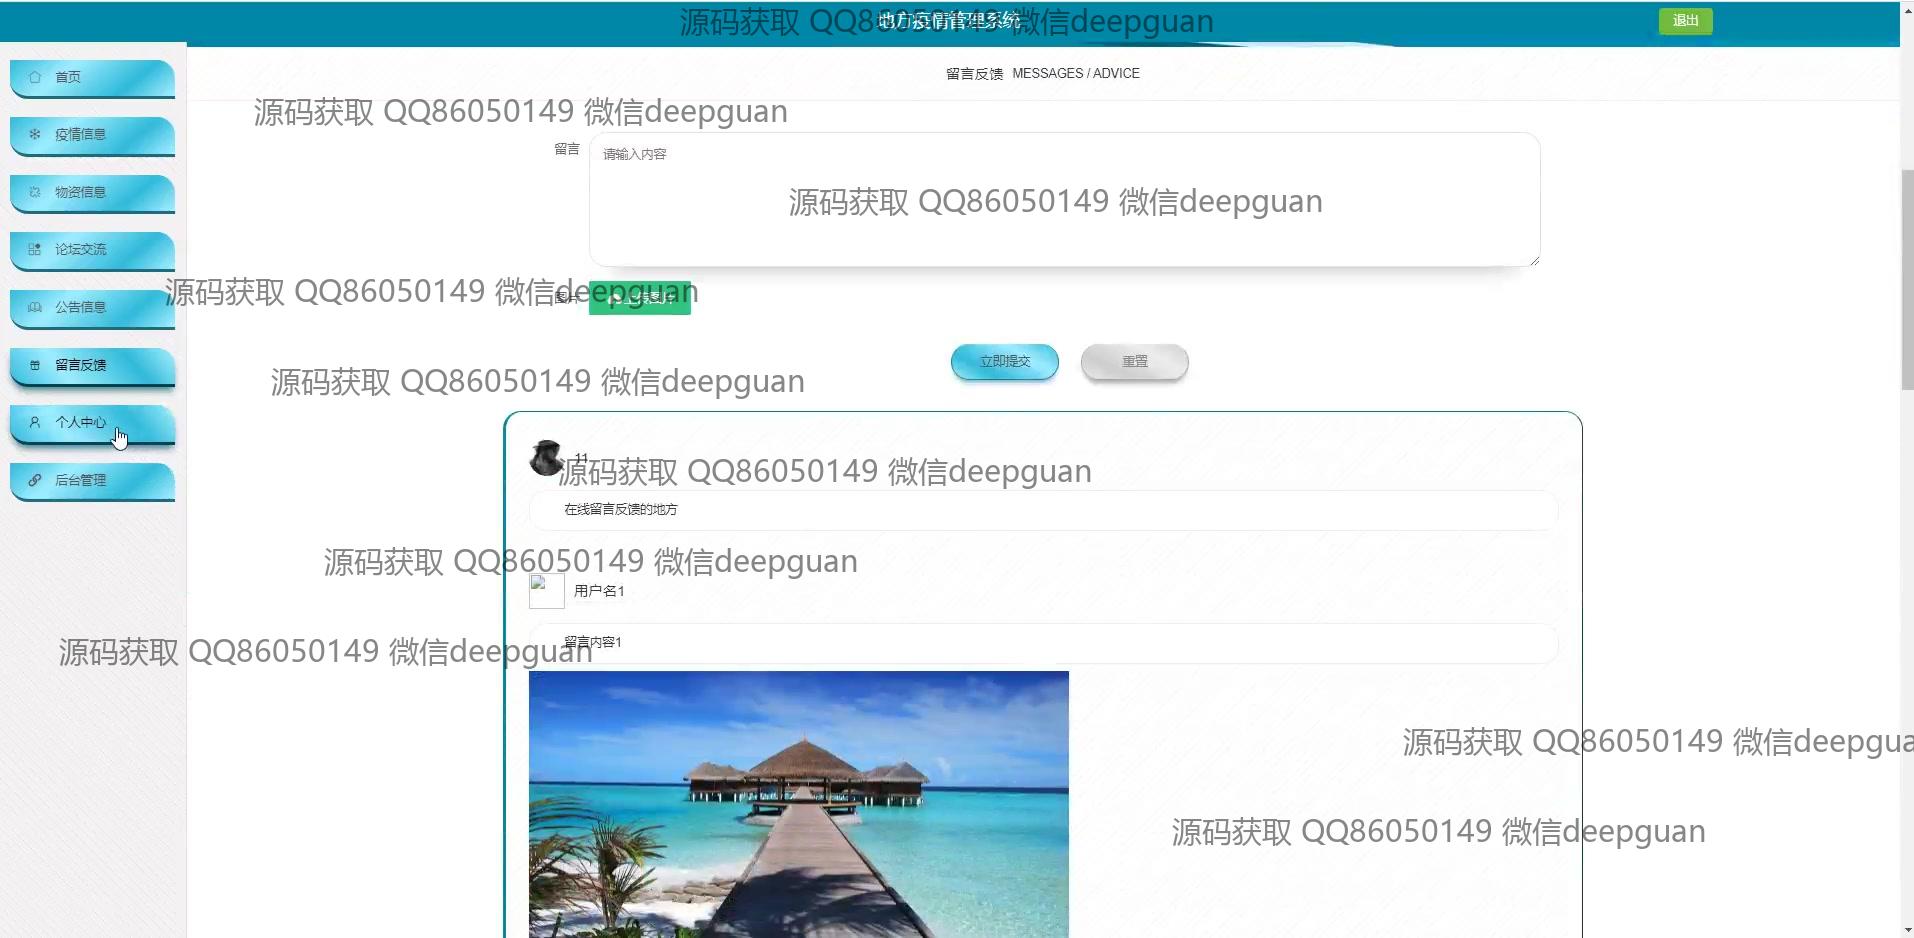 地方疫情管理系统
退出
源码获取 QQ86050149 微信deepguan
首页
疫情信息
物资信息
论坛交流
公告信息
留言反馈
个人中心
后台管理
留言反馈 MESSAGES / ADVICE
源码获取 QQ86050149 微信deepguan
留言
请输入内容
源码获取 QQ86050149 微信deepguan
图片
上传图片
源码获取 QQ86050149 微信deepguan
立即提交
重置
源码获取 QQ86050149 微信deepguan
11
源码获取 QQ86050149 微信deepguan
在线留言反馈的地方
源码获取 QQ86050149 微信deepguan
用户名1
留言内容1
源码获取 QQ86050149 微信deepguan
源码获取 QQ86050149 微信deepgua
源码获取 QQ86050149 微信deepguan